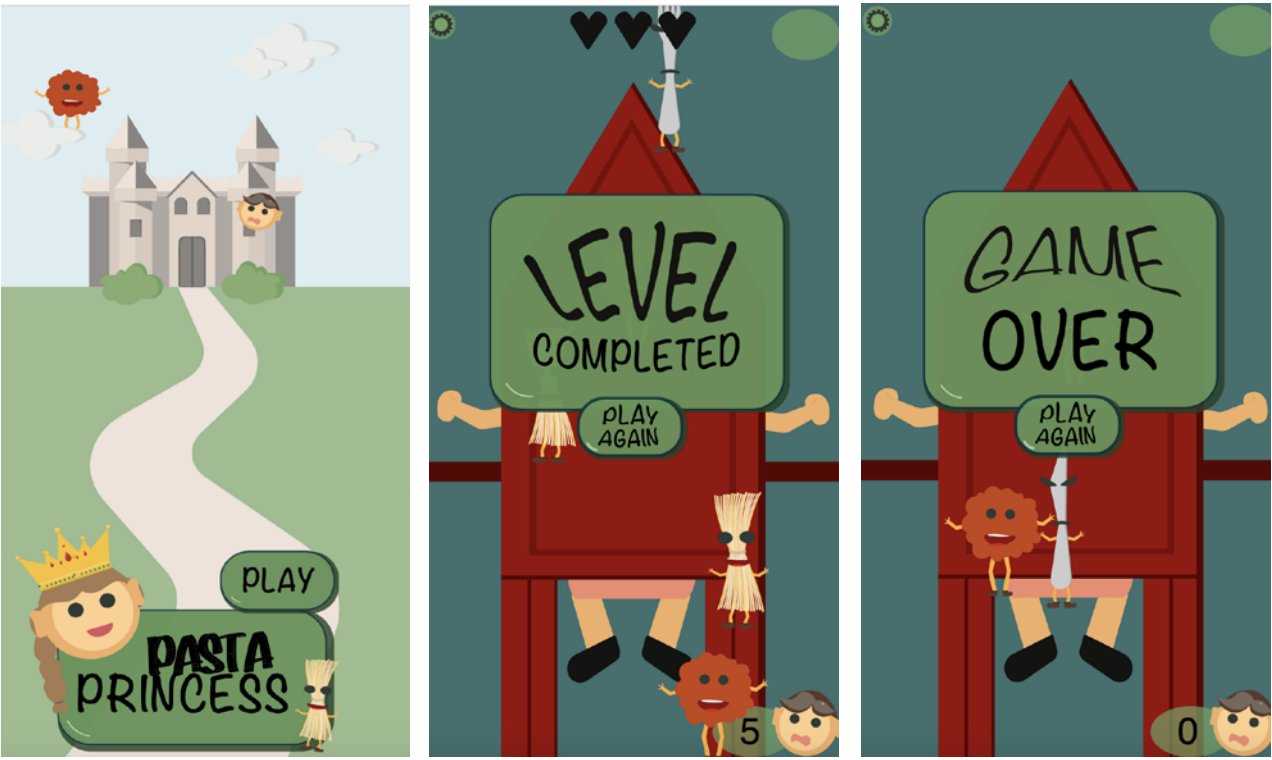 PLAY
PASTA
PRINCESS
LEVEL
COMPLETED
PLAY
AGAIN
5
GAME
OVER
PLAY
AGAIN
0